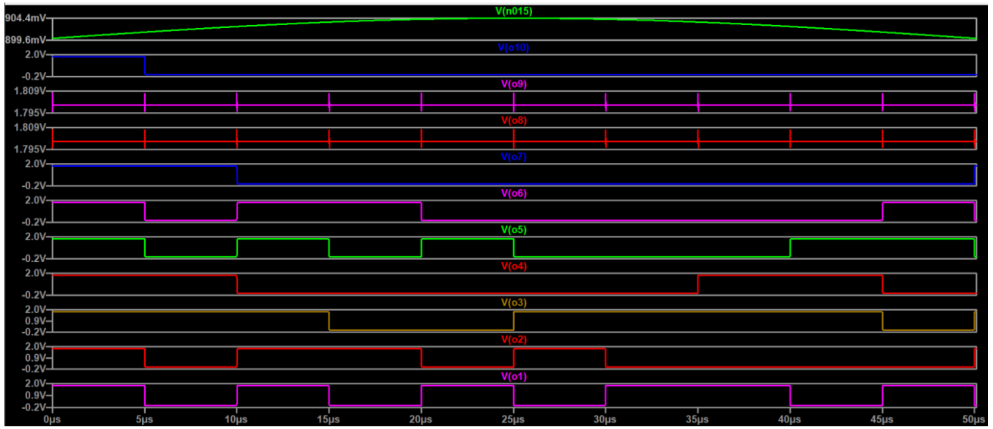 V(n015)
904.4mV
899.6mV
V(o10)
2.0V
-0.2V
V(o9)
1.809V
1.795V
V(o8)
1.809V
1.795V
V(o7)
2.0V
-0.2V
V(o6)
2.0V
-0.2V
V(o5)
2.0V
-0.2V
V(o4)
2.0V
-0.2V
V(o3)
2.0V
0.9V
-0.2V
V(o2)
2.0V
0.9V
-0.2V
V(o1)
2.0V
0.9V
-0.2V
0µs 5µs 10µs 15µs 20µs 25µs 30µs 35µs 40µs 45µs 50µs